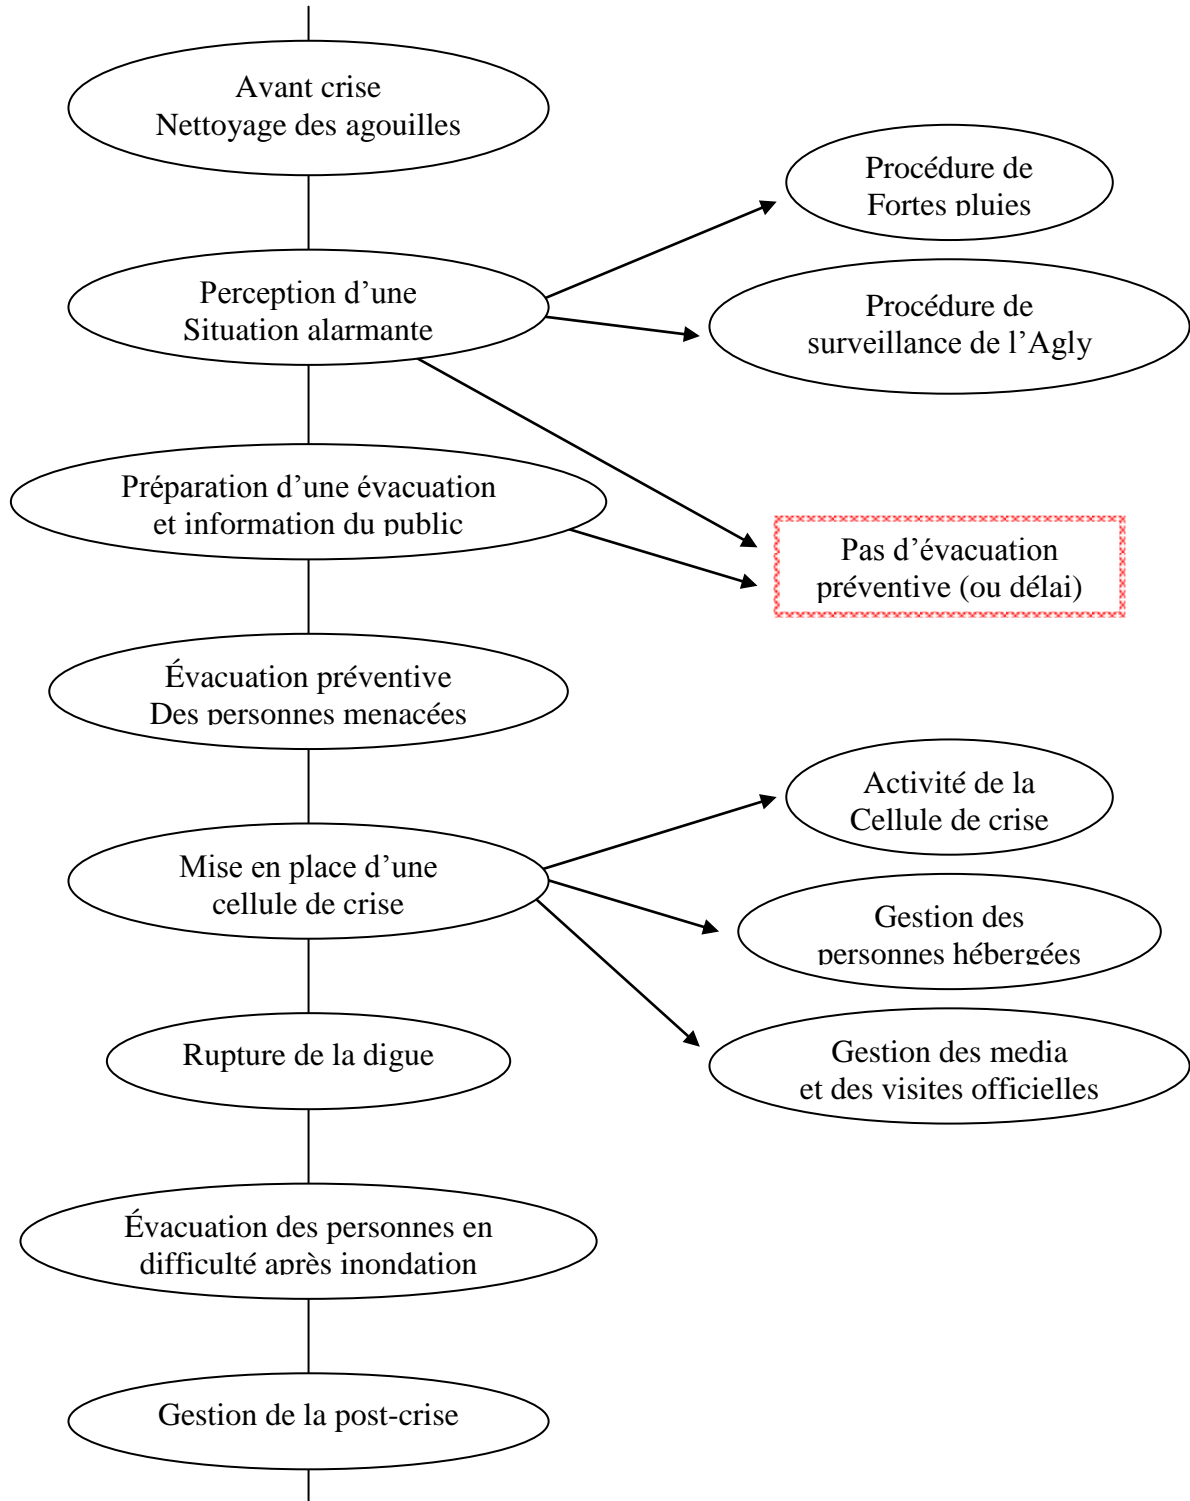 Avant crise
Nettoyage des agouilles
Procédure de
Fortes pluies
Perception d’une
Situation alarmante
Procédure de
surveillance de l’Agly
Préparation d’une évacuation
et information du public
Pas d’évacuation
préventive (ou délai)
Évacuation préventive
Des personnes menacées
Activité de la
Cellule de crise
Mise en place d’une
cellule de crise
Gestion des
personnes hébergées
Rupture de la digue
Gestion des media
et des visites officielles
Évacuation des personnes en
difficulté après inondation
Gestion de la post-crise